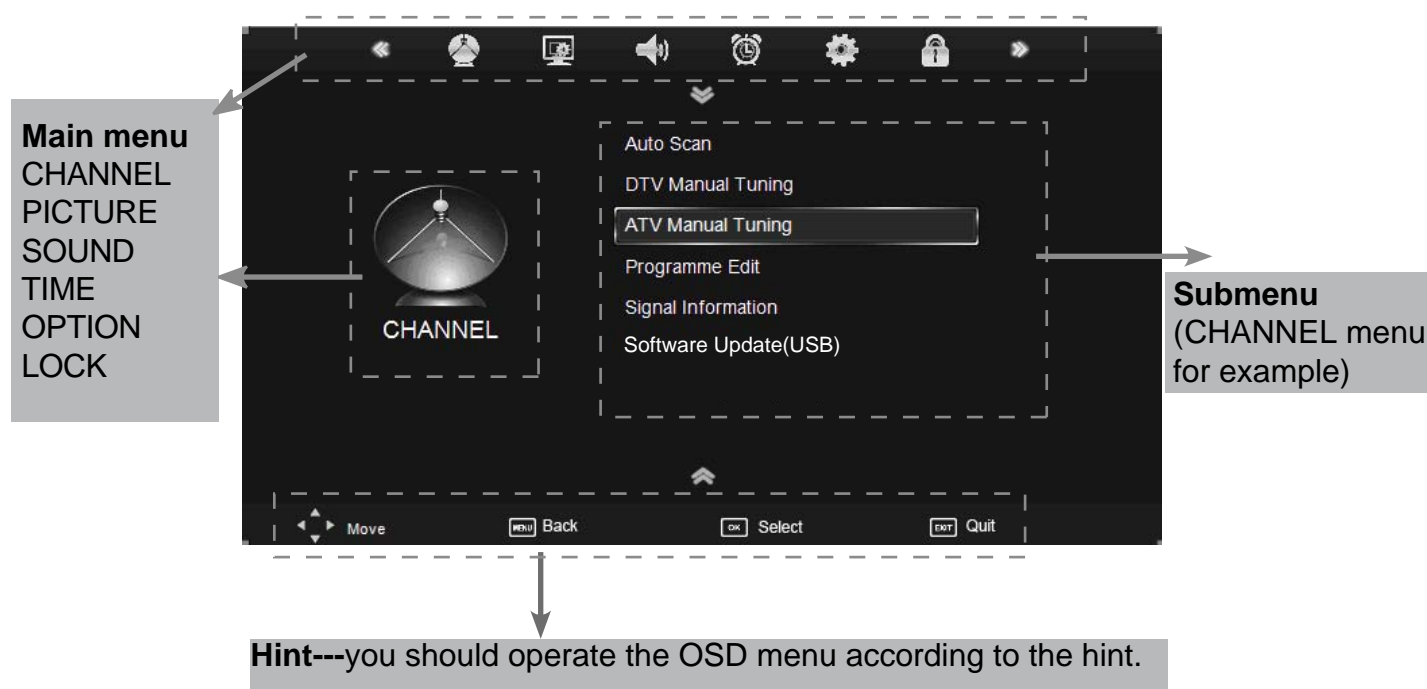 Main menu
CHANNEL
PICTURE
SOUND
TIME
OPTION
LOCK
CHANNEL
Auto Scan
DTV Manual Tuning
ATV Manual Tuning
Programme Edit
Signal Information
Software Update(USB)
Submenu
(CHANNEL menu
for example)
Move MENU Back OK Select EXIT Quit
Hint---you should operate the OSD menu according to the hint.